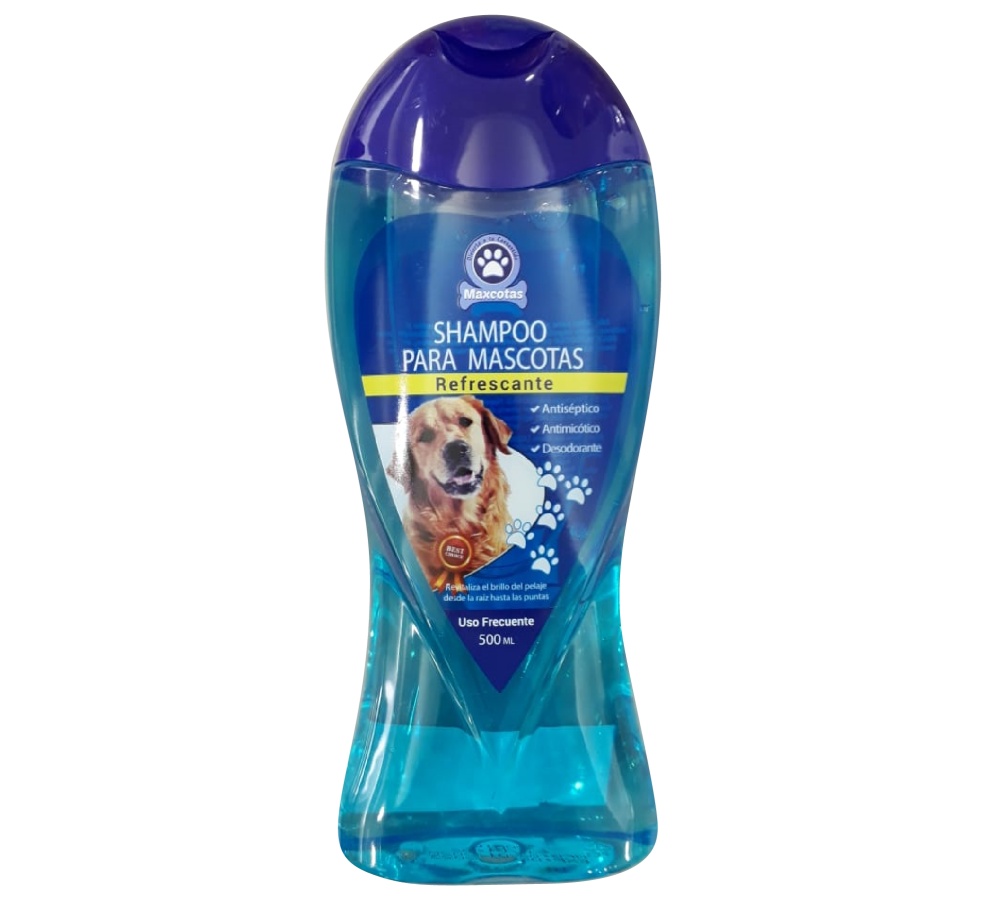 Maxcotas
SHAMPOO
PARA MASCOTAS
Refrescante
✓ Antiséptico
✓ Antimicótico
✓ Desodorante
BEST
CHOICE
Revitaliza el brillo del pelaje
desde la raíz hasta las puntas
Uso Frecuente
500 ML